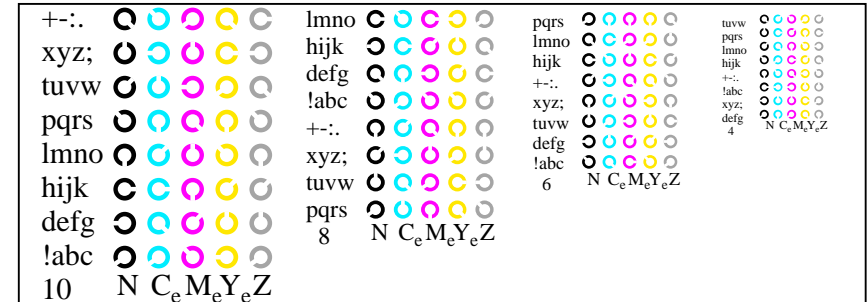 +-:.
xyz;
tuvw
pqrs
lmno
hijk
defg
!abc
10 N CeMeYeZ
lmno
hijk
defg
!abc
+-:.
xyz;
tuvw
pqrs
8 N CeMeYeZ
pqrs
lmno
hijk
+-:.
xyz;
tuvw
defg
!abc
6 N CeMeYeZ
tuvw
pqrs
lmno
hijk
+-:.
!abc
xyz;
defg
4 N CeMeYeZ